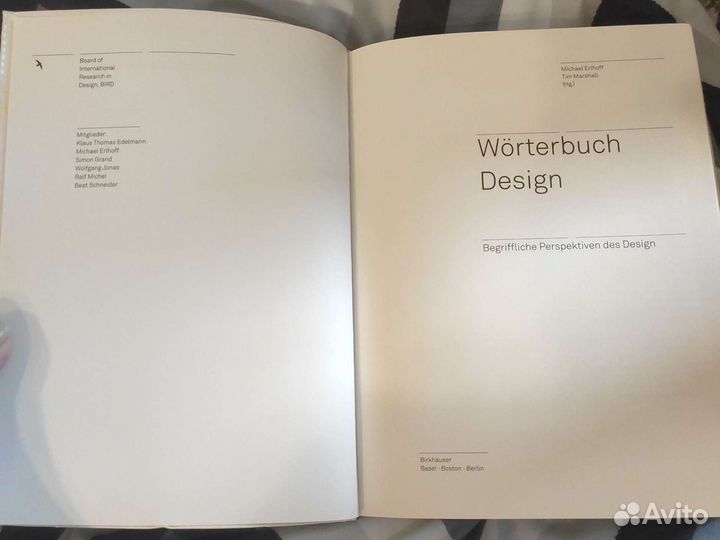 Board of
International
Research in
Design, BIRD
Mitglieder:
Klaus Thomas Edelmann
Michael Erlhoff
Simon Grand
Wolfgang Jonas
Ralf Michel
Beat Schneider
Michael Erlhoff
Tim Marshall
(Hg.)
Wörterbuch
Design
Begriffliche Perspektiven des Design
Birkhäuser
Basel · Boston · Berlin
Avito